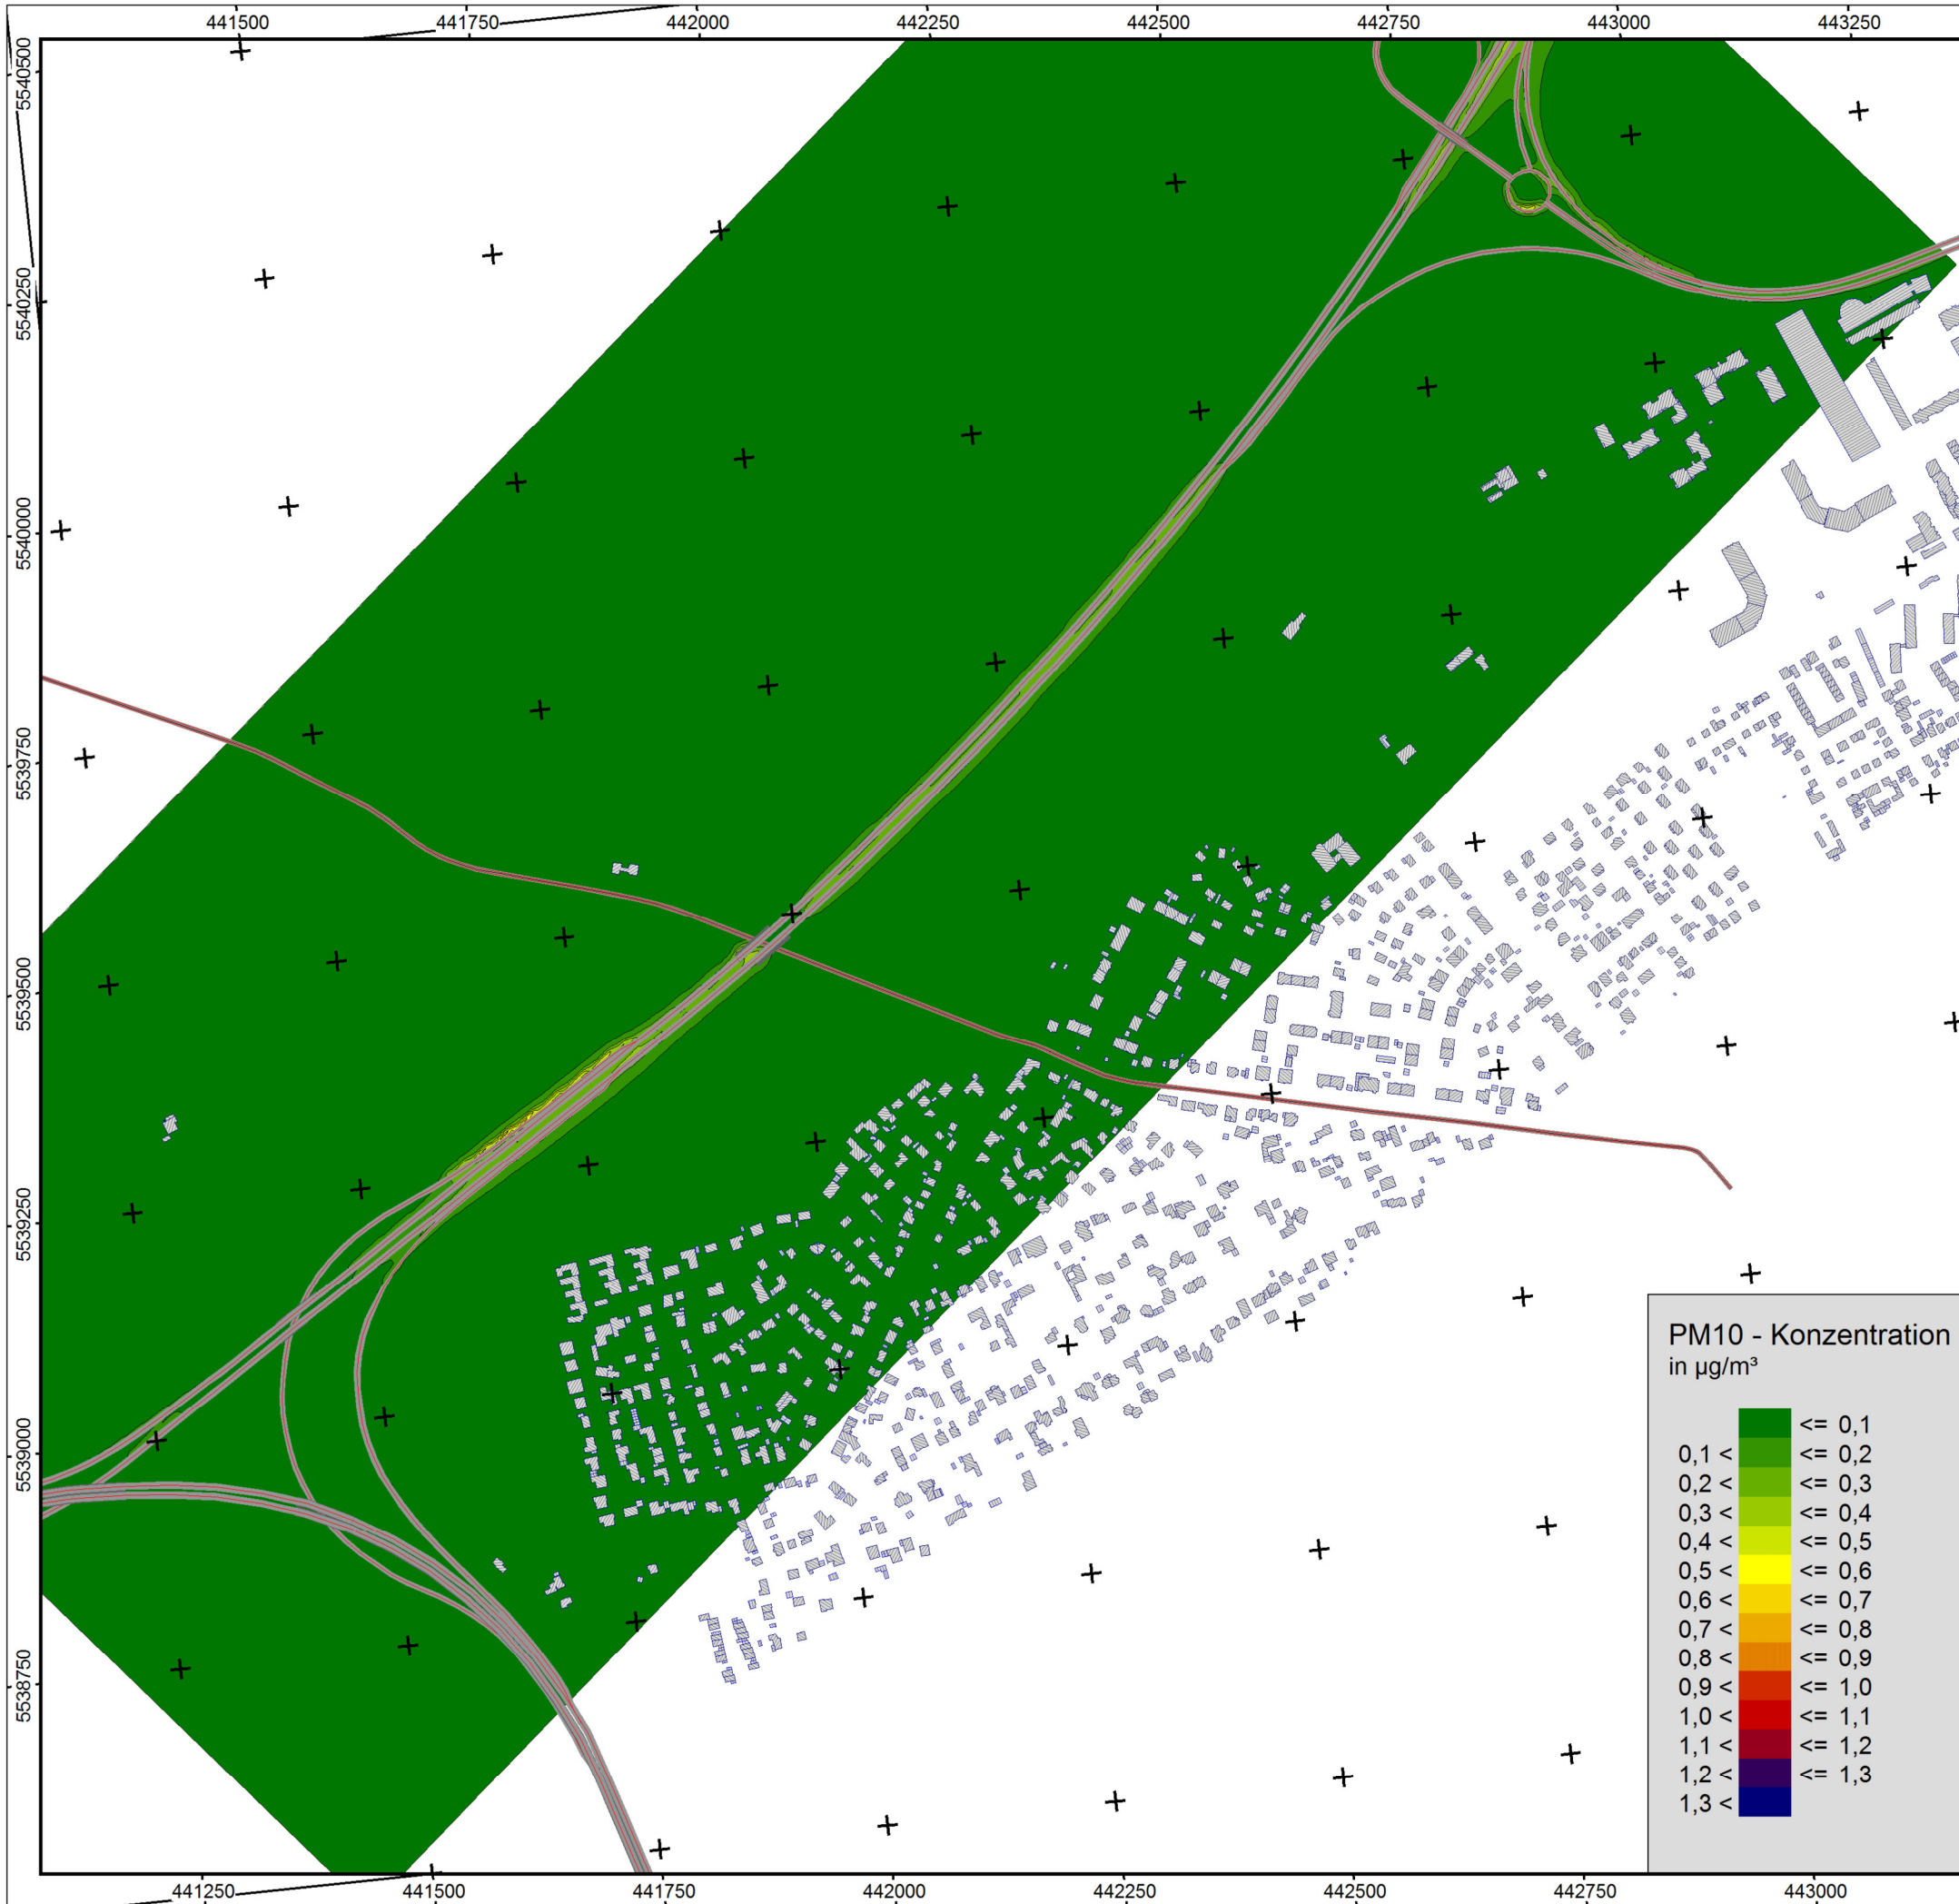 441500 441750 442000 442250 442500 442750 443000 443250
5540500
5540250
5540000
5539750
5539500
5539250
5539000
5538750
PM10 - Konzentration
in µg/m³
<= 0,1
0,1 < <= 0,2
0,2 < <= 0,3
0,3 < <= 0,4
0,4 < <= 0,5
0,5 < <= 0,6
0,6 < <= 0,7
0,7 < <= 0,8
0,8 < <= 0,9
0,9 < <= 1,0
1,0 < <= 1,1
1,1 < <= 1,2
1,2 < <= 1,3
1,3 <
441250 441500 441750 442000 442250 442500 442750 443000